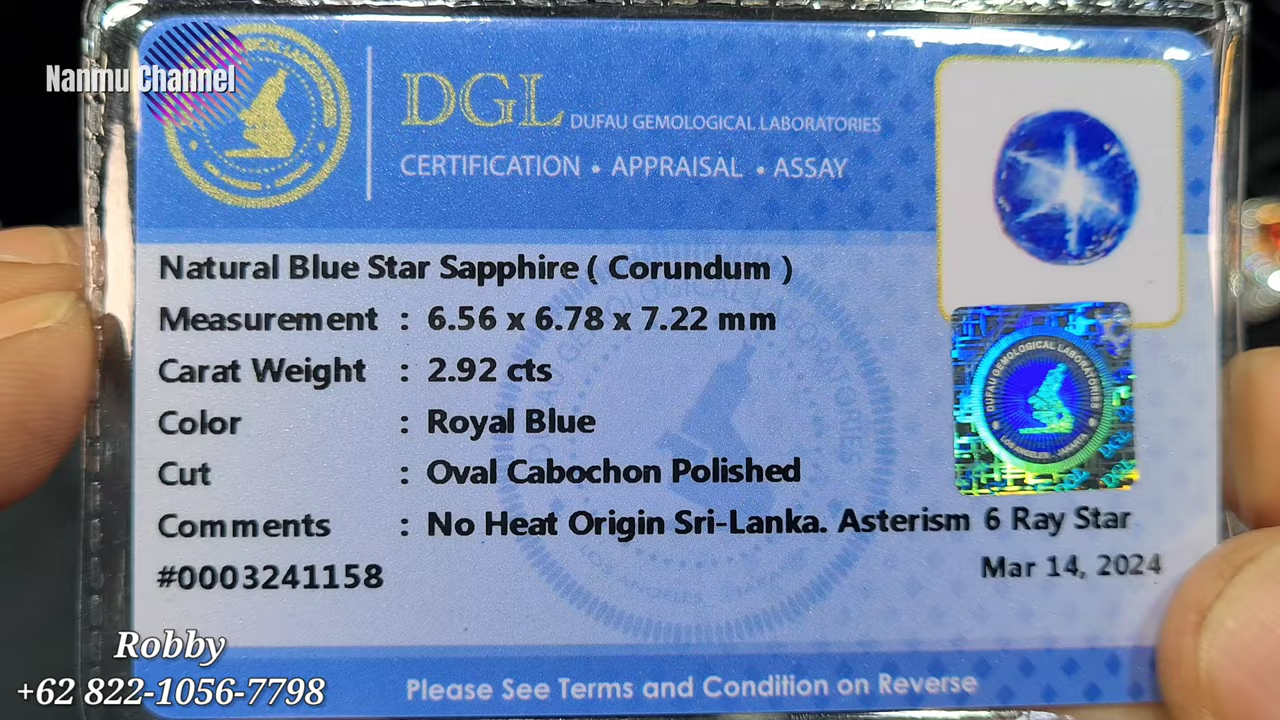 Nanmu Channel
DGL DUFAU GEMOLOGICAL LABORATORIES
CERTIFICATION • APPRAISAL • ASSAY
Natural Blue Star Sapphire ( Corundum )
Measurement : 6.56 x 6.78 x 7.22 mm
Carat Weight : 2.92 cts
Color : Royal Blue
Cut : Oval Cabochon Polished
DUFAU GEMOLOGICAL LABORATORIES
LOS ANGELES JAKARTA
Comments : No Heat Origin Sri-Lanka. Asterism 6 Ray Star
#0003241158
Mar 14, 2024
Robby
+62 822-1056-7798
Please See Terms and Condition on Reverse